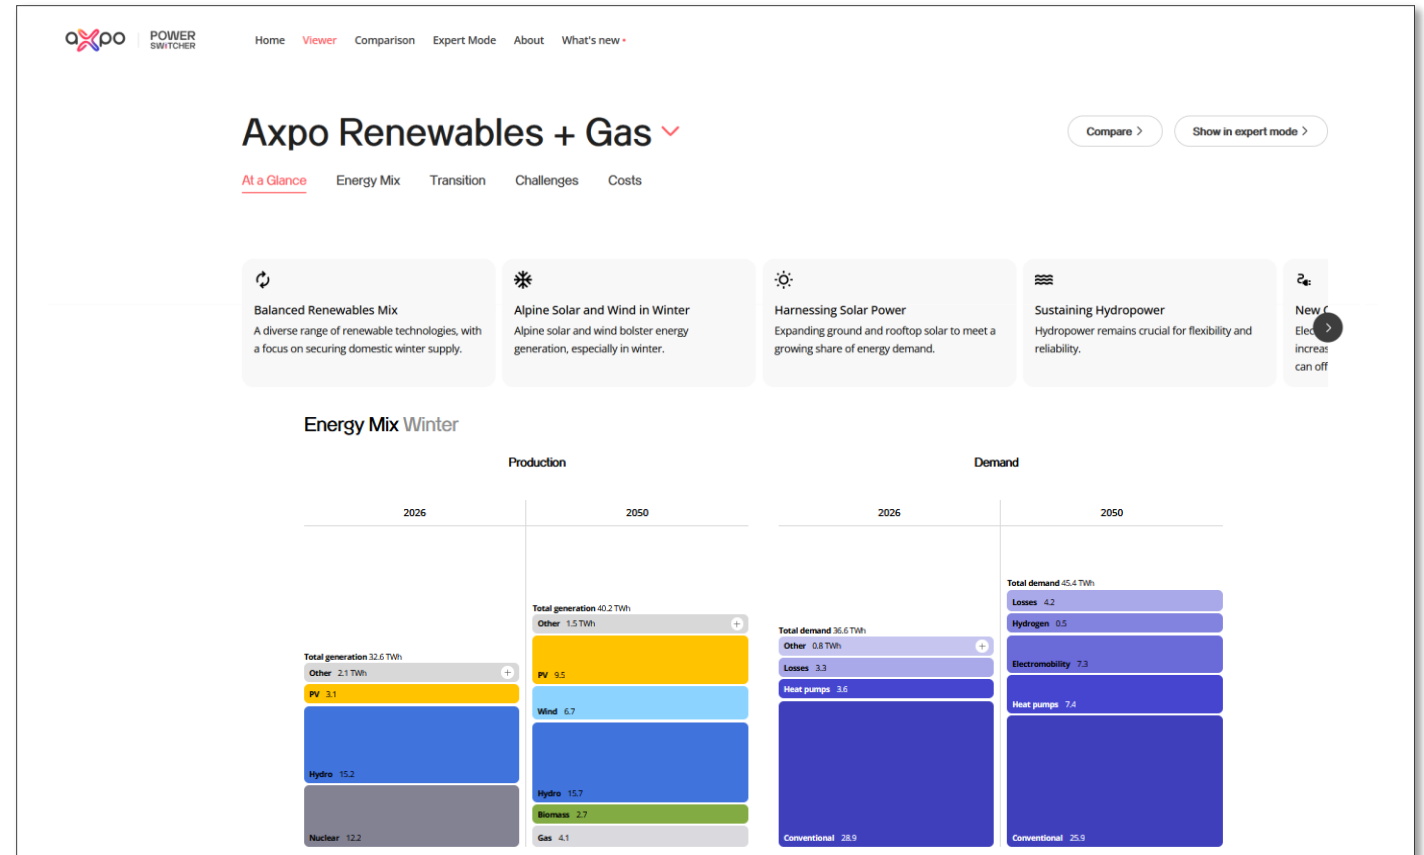 axpo POWER SWITCHER
Home Viewer Comparison Expert Mode About What's new
Axpo Renewables + Gas
Compare
Show in expert mode
At a Glance Energy Mix Transition Challenges Costs
Balanced Renewables Mix
A diverse range of renewable technologies, with
a focus on securing domestic winter supply.
Alpine Solar and Wind in Winter
Alpine solar and wind bolster energy
generation, especially in winter.
Harnessing Solar Power
Expanding ground and rooftop solar to meet a
growing share of energy demand.
Sustaining Hydropower
Hydropower remains crucial for flexibility and
reliability.
New
increas
can off
Energy Mix Winter
Production
2026
Total generation 32.6 TWh
Other 2.1 TWh
PV 3.1
Hydro 15.2
Nuclear 12.2
2050
Total generation 40.2 TWh
Other 1.5 TWh
PV 9.5
Wind 6.7
Hydro 15.7
Biomass 2.7
Gas 4.1
Demand
2026
Total demand 36.6 TWh
Other 0.8 TWh
Losses 3.3
Heat pumps 3.6
Conventional 28.9
2050
Total demand 45.4 TWh
Losses 4.2
Hydrogen 0.5
Electromobility 7.3
Heat pumps 7.4
Conventional 25.9